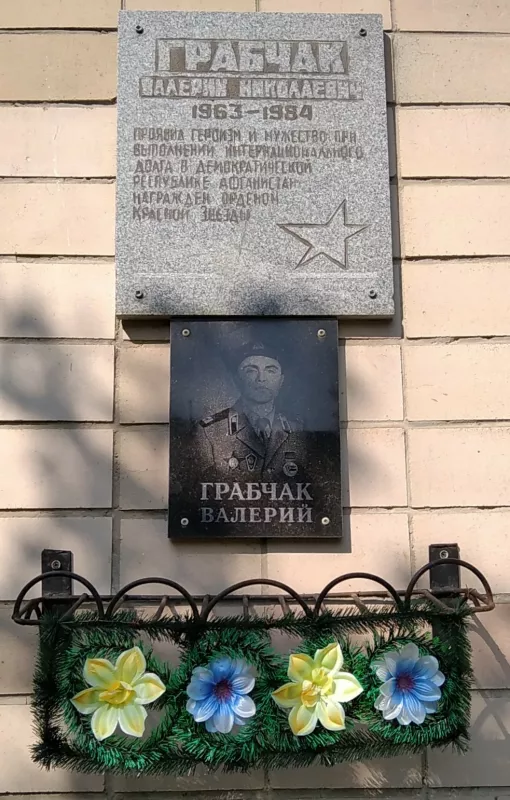 ГРАБЧАК
ВАЛЕРИЙ НИКОЛАЕВИЧ
1963-1984
ПРОЯВИЛ ГЕРОИЗМ И МУЖЕСТВО ПРИ
ВЫПОЛНЕНИИ ИНТЕРНАЦИОНАЛЬНОГО
ДОЛГА В ДЕМОКРАТИЧЕСКОЙ
РЕСПУБЛИКЕ АФГАНИСТАН
НАГРАЖДЕН ОРДЕНОМ
КРАСНОЙ ЗВЕЗДЫ
ГРАБЧАК
ВАЛЕРИЙ